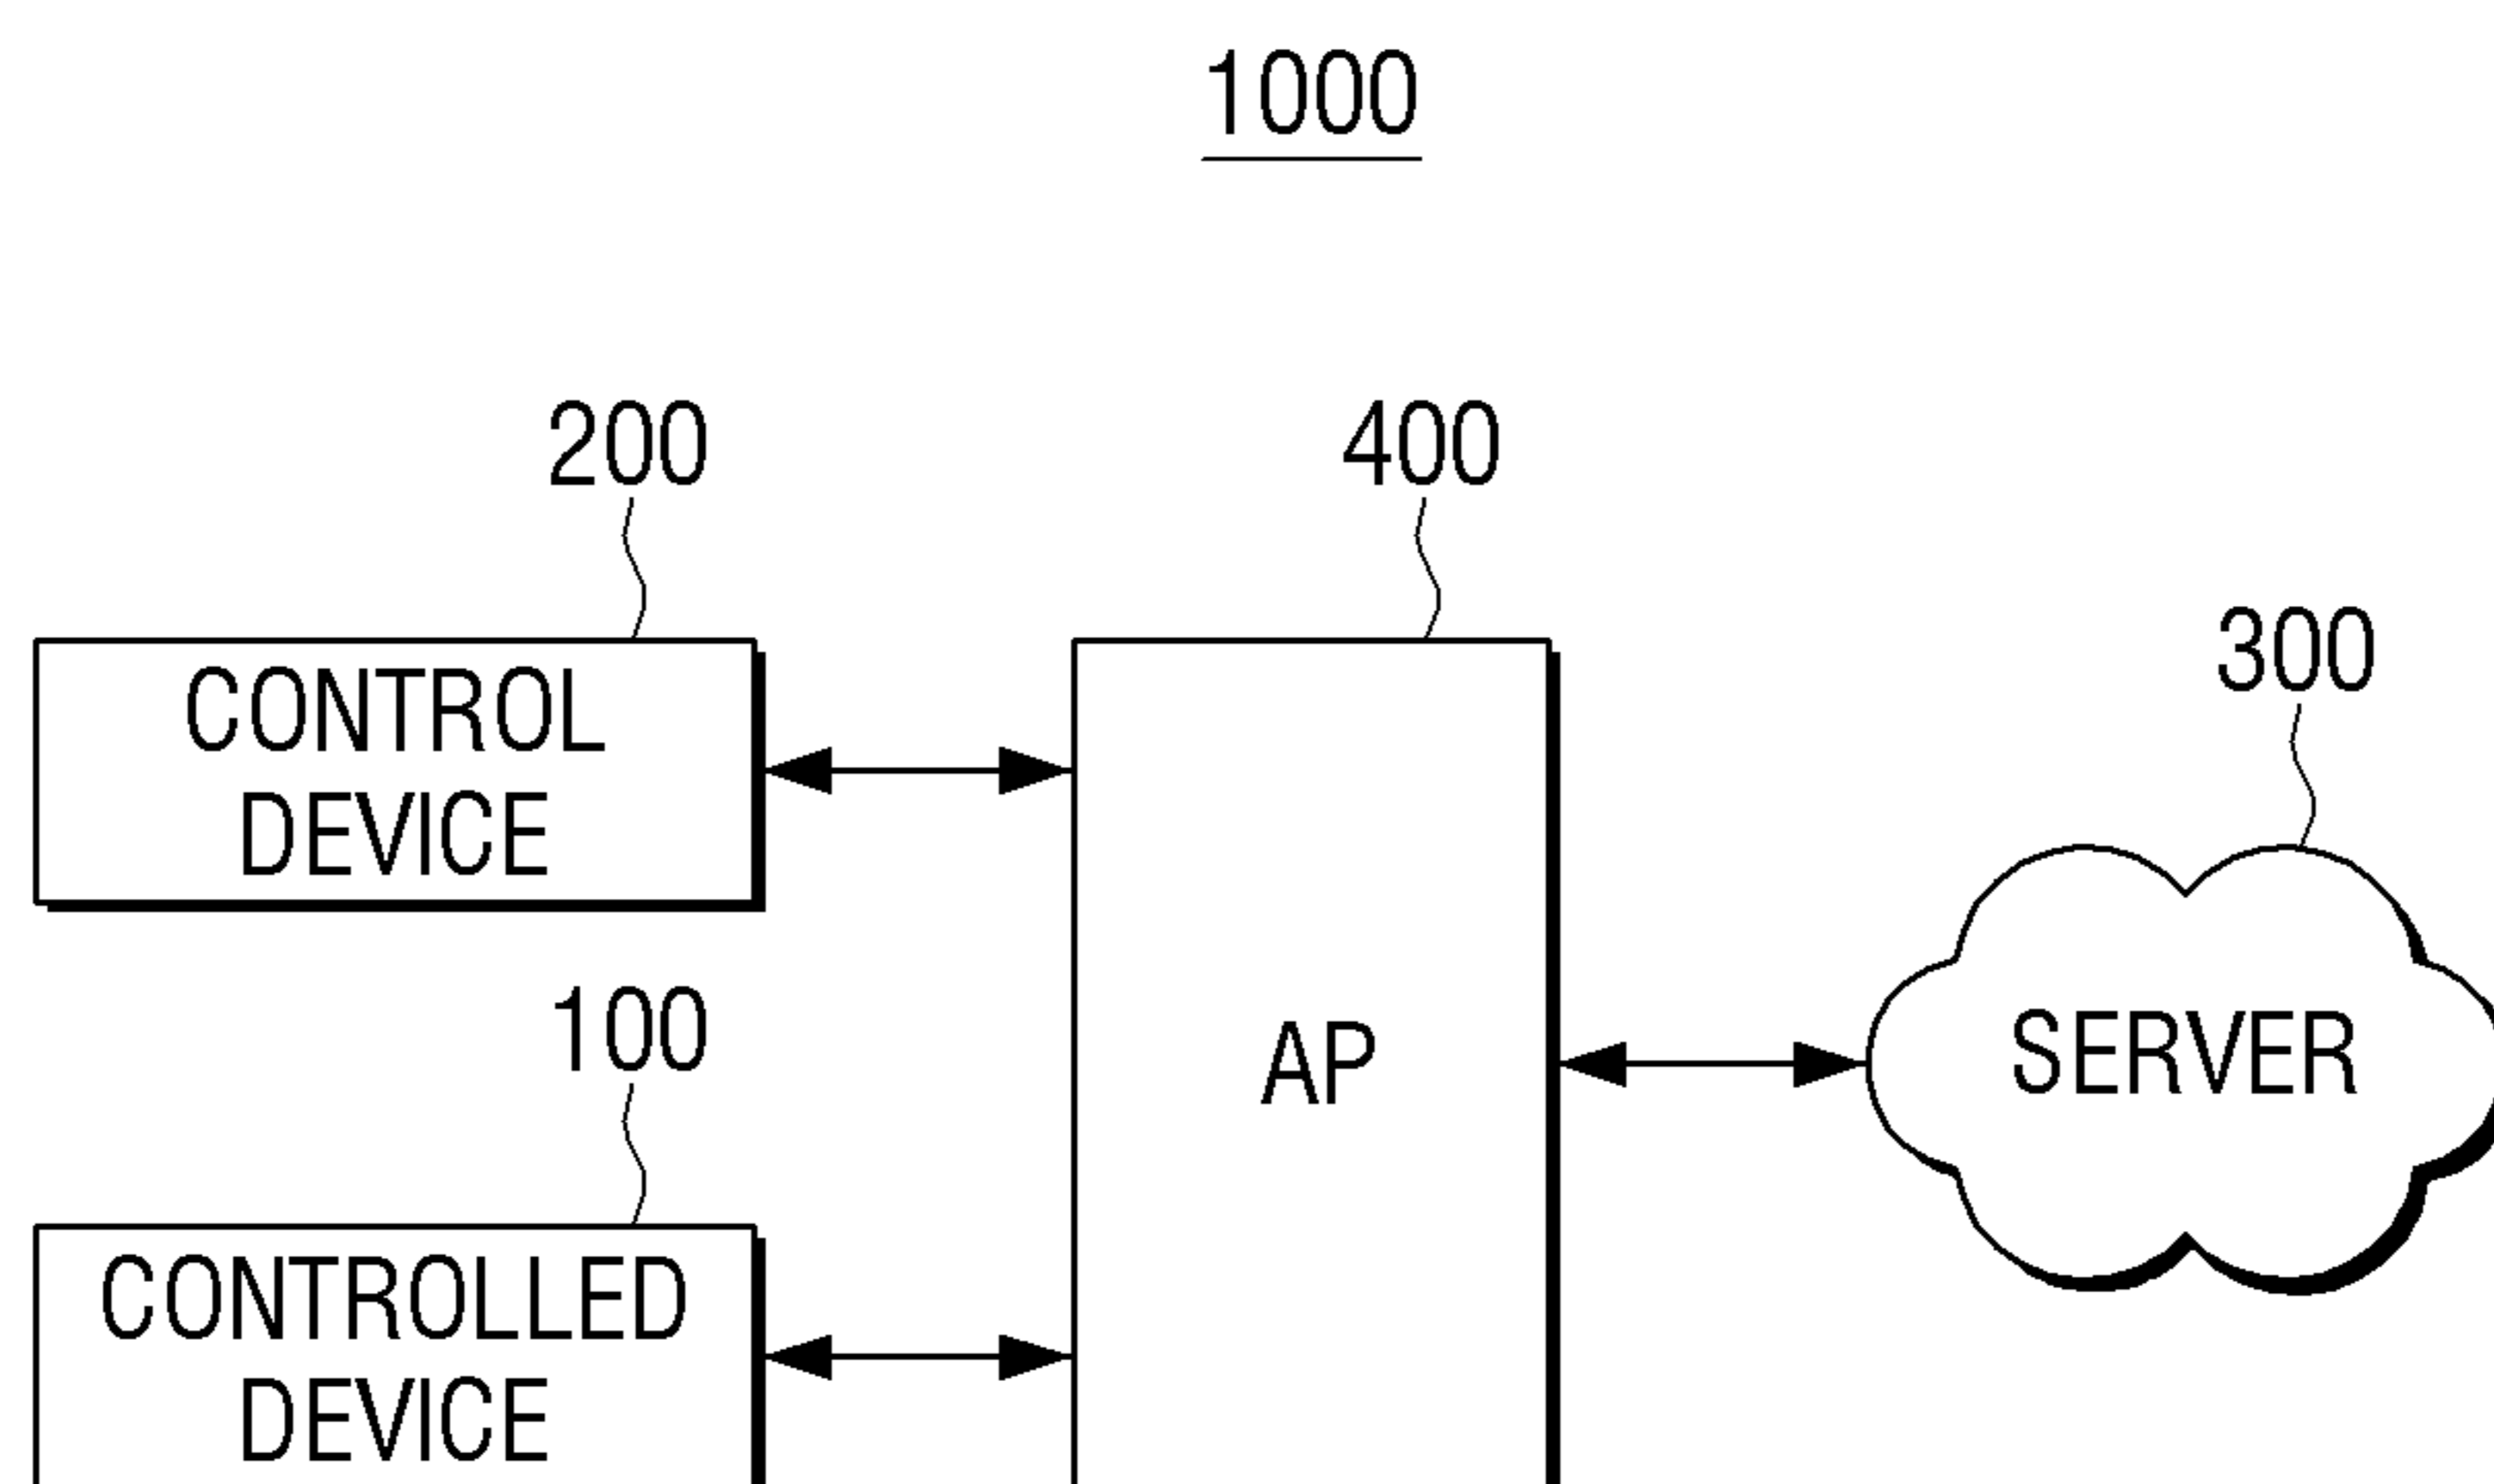 1000
200
400
300
CONTROL
DEVICE
100
AP
SERVER
CONTROLLED
DEVICE